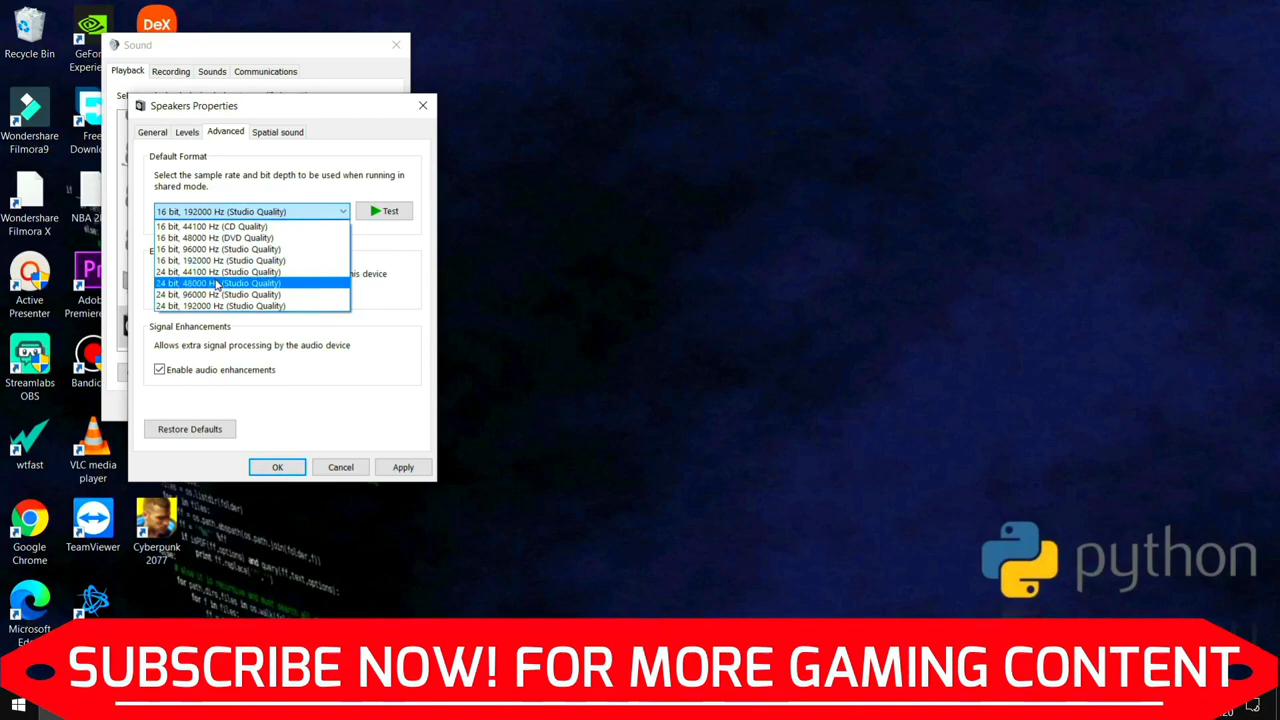 Recycle Bin
GeForce
Experie...
DeX
Wondershare
Filmora9
Free
Downlo...
Wondershare
Filmora X
NBA 2
Active
Presenter
Ado
Premiere
Streamlabs
OBS
Bandic
wtfast
VLC media
player
Google
Chrome
TeamViewer
Cyberpunk
2077
Microsoft
Ed
Sound
Playback
Recording
Sounds
Communications
Speakers Properties
General
Levels
Advanced
Spatial sound
Default Format
Select the sample rate and bit depth to be used when running in
shared mode.
16 bit, 192000 Hz (Studio Quality)
Test
16 bit, 44100 Hz (CD Quality)
16 bit, 48000 Hz (DVD Quality)
16 bit, 96000 Hz (Studio Quality)
16 bit, 192000 Hz (Studio Quality)
24 bit, 44100 Hz (Studio Quality)
24 bit, 48000 Hz (Studio Quality)
24 bit, 96000 Hz (Studio Quality)
24 bit, 192000 Hz (Studio Quality)
is device
Signal Enhancements
Allows extra signal processing by the audio device
Enable audio enhancements
Restore Defaults
OK
Cancel
Apply
python
SUBSCRIBE NOW! FOR MORE GAMING CONTENT